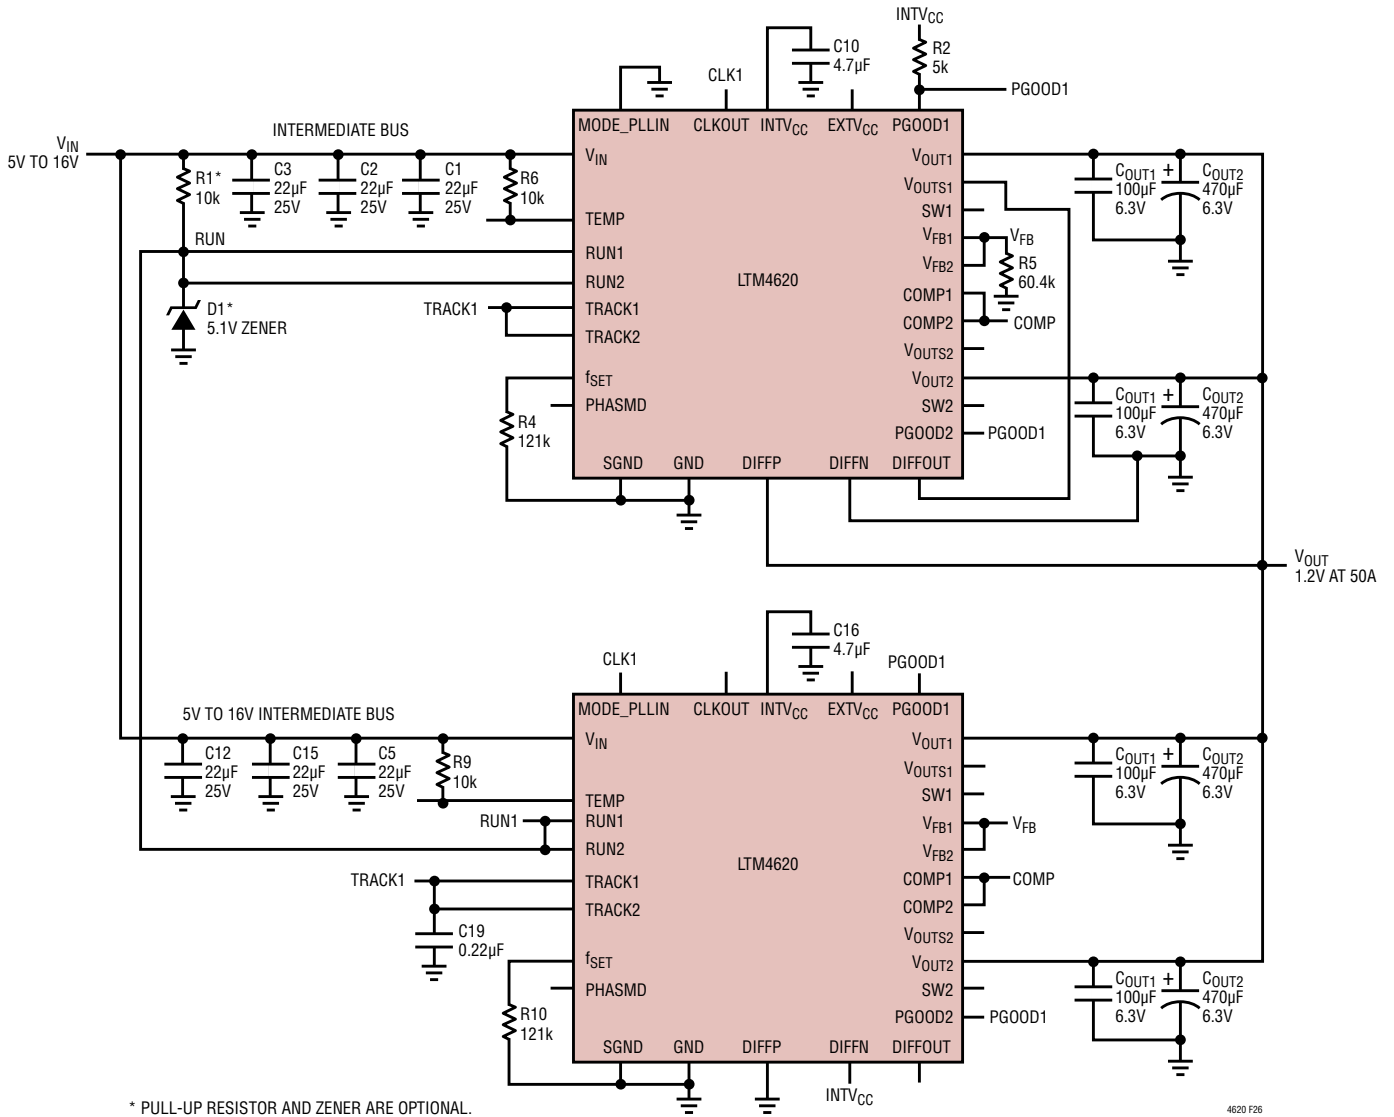 INTVCC
C10
4.7µF
R2
5k
CLK1
PGOOD1
MODE_PLLIN CLKOUT INTVCC EXTVCC PGOOD1
INTERMEDIATE BUS
VIN
5V TO 16V
R1*
10k
C3
22µF
25V
C2
22µF
25V
C1
22µF
25V
R6
10k
VIN
TEMP
RUN
RUN1
RUN2
D1*
5.1V ZENER
TRACK1
TRACK1
TRACK2
fSET
PHASMD
R4
121k
SGND GND DIFFP DIFFN DIFFOUT
LTM4620
VOUT1
VOUTS1
SW1
VFB1
VFB2
COMP1
COMP2
VOUTS2
VOUT2
SW2
PGOOD2
VFB
R5
60.4k
COMP
PGOOD1
COUT1
100µF
6.3V
+
COUT2
470µF
6.3V
COUT1
100µF
6.3V
+
COUT2
470µF
6.3V
VOUT
1.2V AT 50A
C16
4.7µF
CLK1
PGOOD1
MODE_PLLIN CLKOUT INTVCC EXTVCC PGOOD1
5V TO 16V INTERMEDIATE BUS
C12
22µF
25V
C15
22µF
25V
C5
22µF
25V
R9
10k
VIN
TEMP
RUN1
RUN1
RUN2
TRACK1
TRACK1
TRACK2
C19
0.22µF
fSET
PHASMD
R10
121k
SGND GND DIFFP DIFFN DIFFOUT
INTVCC
LTM4620
VOUT1
VOUTS1
SW1
VFB1
VFB2
COMP1
COMP2
VOUTS2
VOUT2
SW2
PGOOD2
VFB
COMP
PGOOD1
COUT1
100µF
6.3V
+
COUT2
470µF
6.3V
COUT1
100µF
6.3V
+
COUT2
470µF
6.3V
* PULL-UP RESISTOR AND ZENER ARE OPTIONAL.
4620 F26